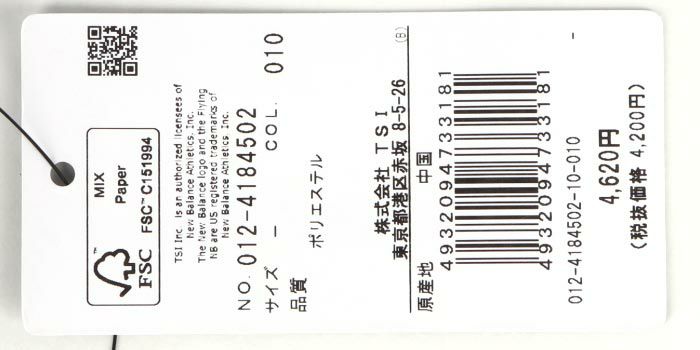 MIX
Paper
FSC™ C151994
FSC
TSI Inc. is an authorized licensees of
New Balance Athletics, Inc.
The New Balance logo and the Flying
NB are US registered trademarks of
New Balance Athletics, Inc.
NO. 012-4184502
サイズ ー COL. 010
品質 ポリエステル
株式会社 TSI
東京都港区赤坂 8-5-26 (8)
原産地 中国
4932094733181
4932094733181
012-4184502-10-010
-
4,620円
(税抜価格 4,200円)